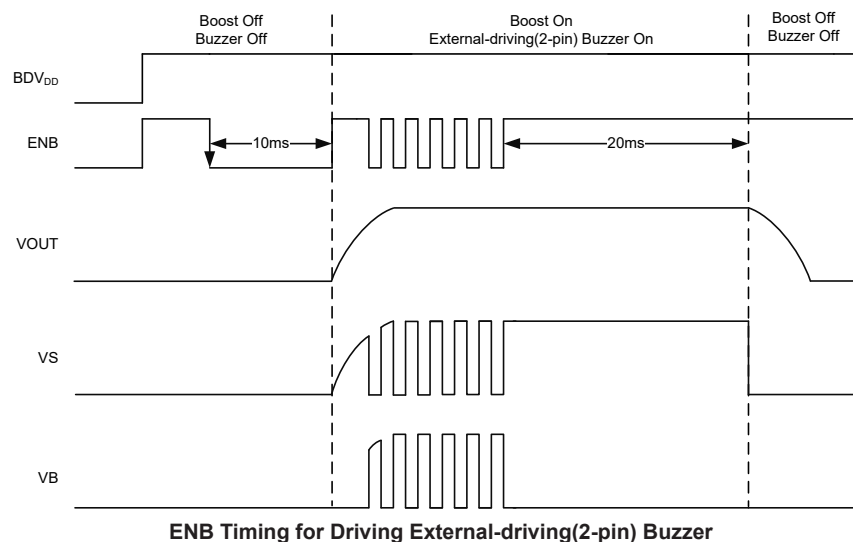 Boost Off
Buzzer Off
Boost On
External-driving(2-pin) Buzzer On
Boost Off
Buzzer Off
BDVDD
ENB
10ms
20ms
VOUT
VS
VB
ENB Timing for Driving External-driving(2-pin) Buzzer